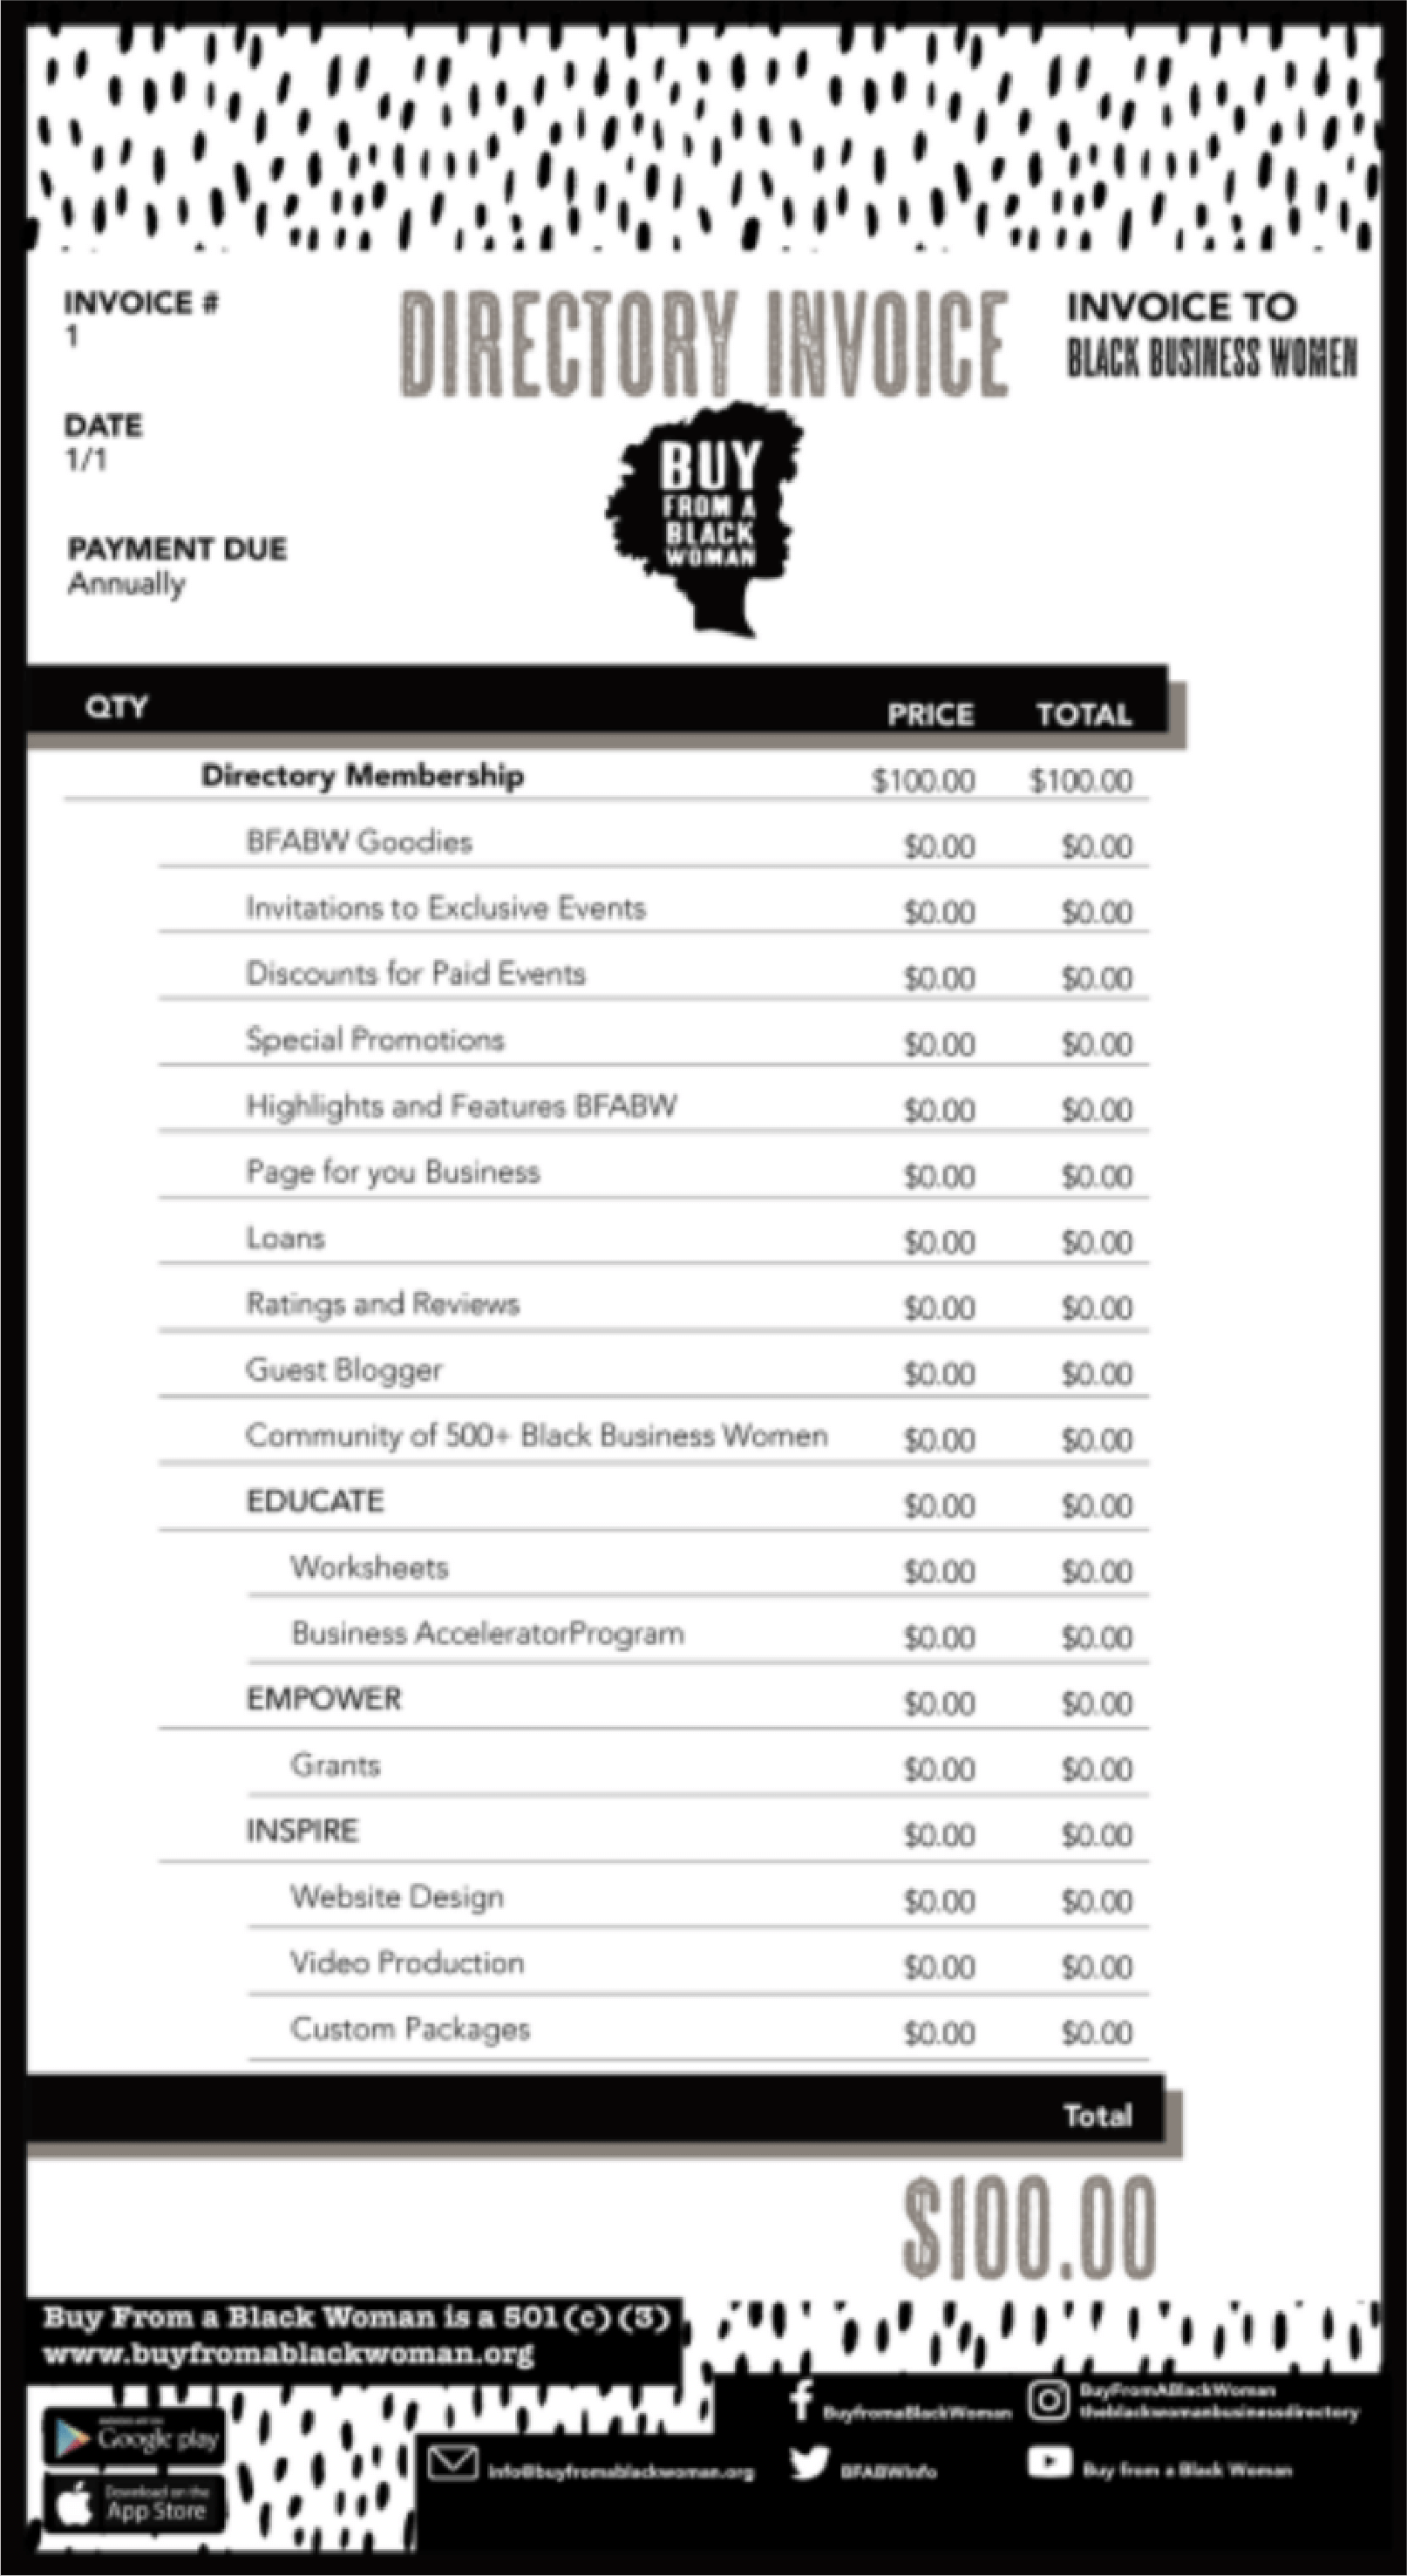 INVOICE #
1
DIRECTORY INVOICE
INVOICE TO
BLACK BUSINESS WOMEN
DATE
1/1
BUY
FROM A
BLACK
WOMAN
PAYMENT DUE
Annually
QTY PRICE TOTAL
Directory Membership $100.00 $100.00
BFABW Goodies $0.00 $0.00
Invitations to Exclusive Events $0.00 $0.00
Discounts for Paid Events $0.00 $0.00
Special Promotions $0.00 $0.00
Highlights and Features BFABW $0.00 $0.00
Page for you Business $0.00 $0.00
Loans $0.00 $0.00
Ratings and Reviews $0.00 $0.00
Guest Blogger $0.00 $0.00
Community of 500+ Black Business Women $0.00 $0.00
EDUCATE $0.00 $0.00
Worksheets $0.00 $0.00
Business AcceleratorProgram $0.00 $0.00
EMPOWER $0.00 $0.00
Grants $0.00 $0.00
INSPIRE $0.00 $0.00
Website Design $0.00 $0.00
Video Production $0.00 $0.00
Custom Packages $0.00 $0.00
Total
$100.00
Buy From a Black Woman is a 501(c)(3)
www.buyfromablackwoman.org
Google play
Download on the
App Store
BuyfromaBlackWoman
BuyFromABlackWoman
theblackwomanbusinessdirectory
info@buyfromablackwoman.org
BFABWInfo
Buy from a Black Woman